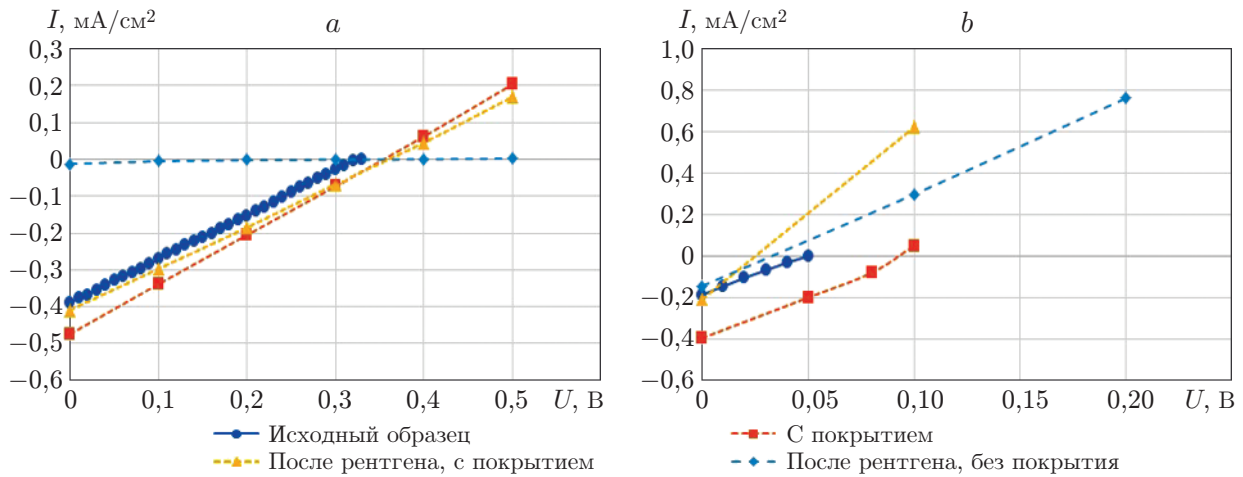 I, мА/см² a
0,3
0,2
0,1
0
−0,1
−0,2
−0,3
−0,4
−0,5
−0,6
0 0,1 0,2 0,3 0,4 0,5 U, В
I, мА/см² b
1,0
0,8
0,6
0,4
0,2
0
−0,2
−0,4
−0,6
0 0,05 0,10 0,15 0,20 U, В
Исходный образец
После рентгена, с покрытием
С покрытием
После рентгена, без покрытия